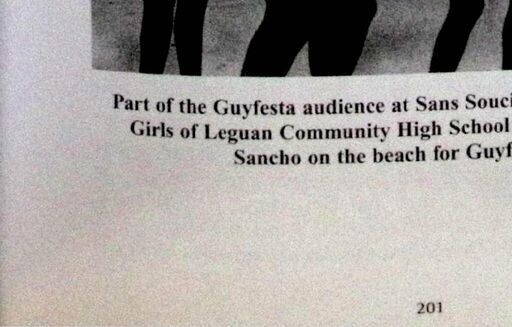 Part of the Guyfesta audience at Sans Souci
Girls of Leguan Community High School
Sancho on the beach for Guyf
201